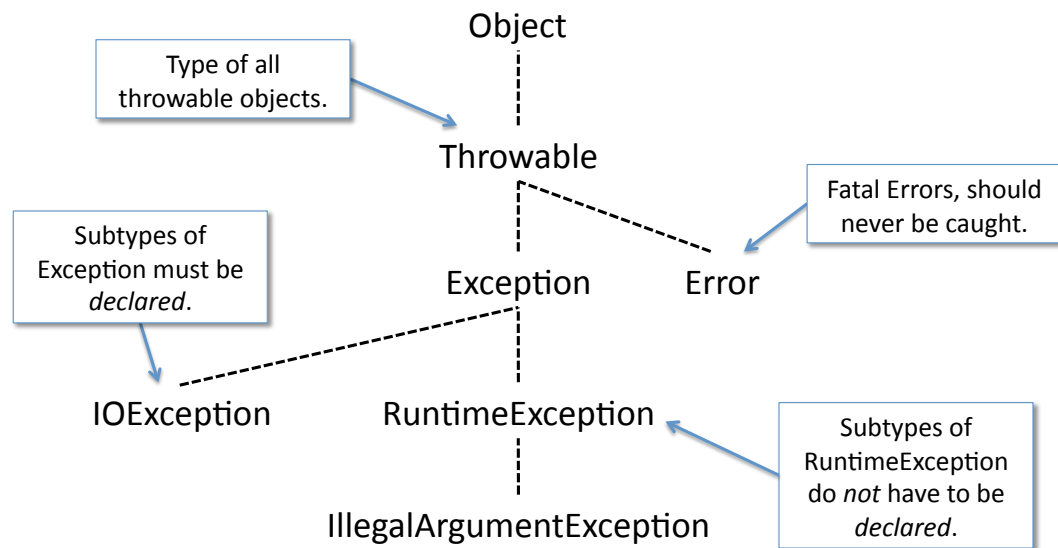 Object
Type of all
throwable objects.
Throwable
Fatal Errors, should
never be caught.
Subtypes of
Exception must be
declared.
Exception
Error
IOException
RuntimeException
Subtypes of
RuntimeException
do not have to be
declared.
IllegalArgumentException